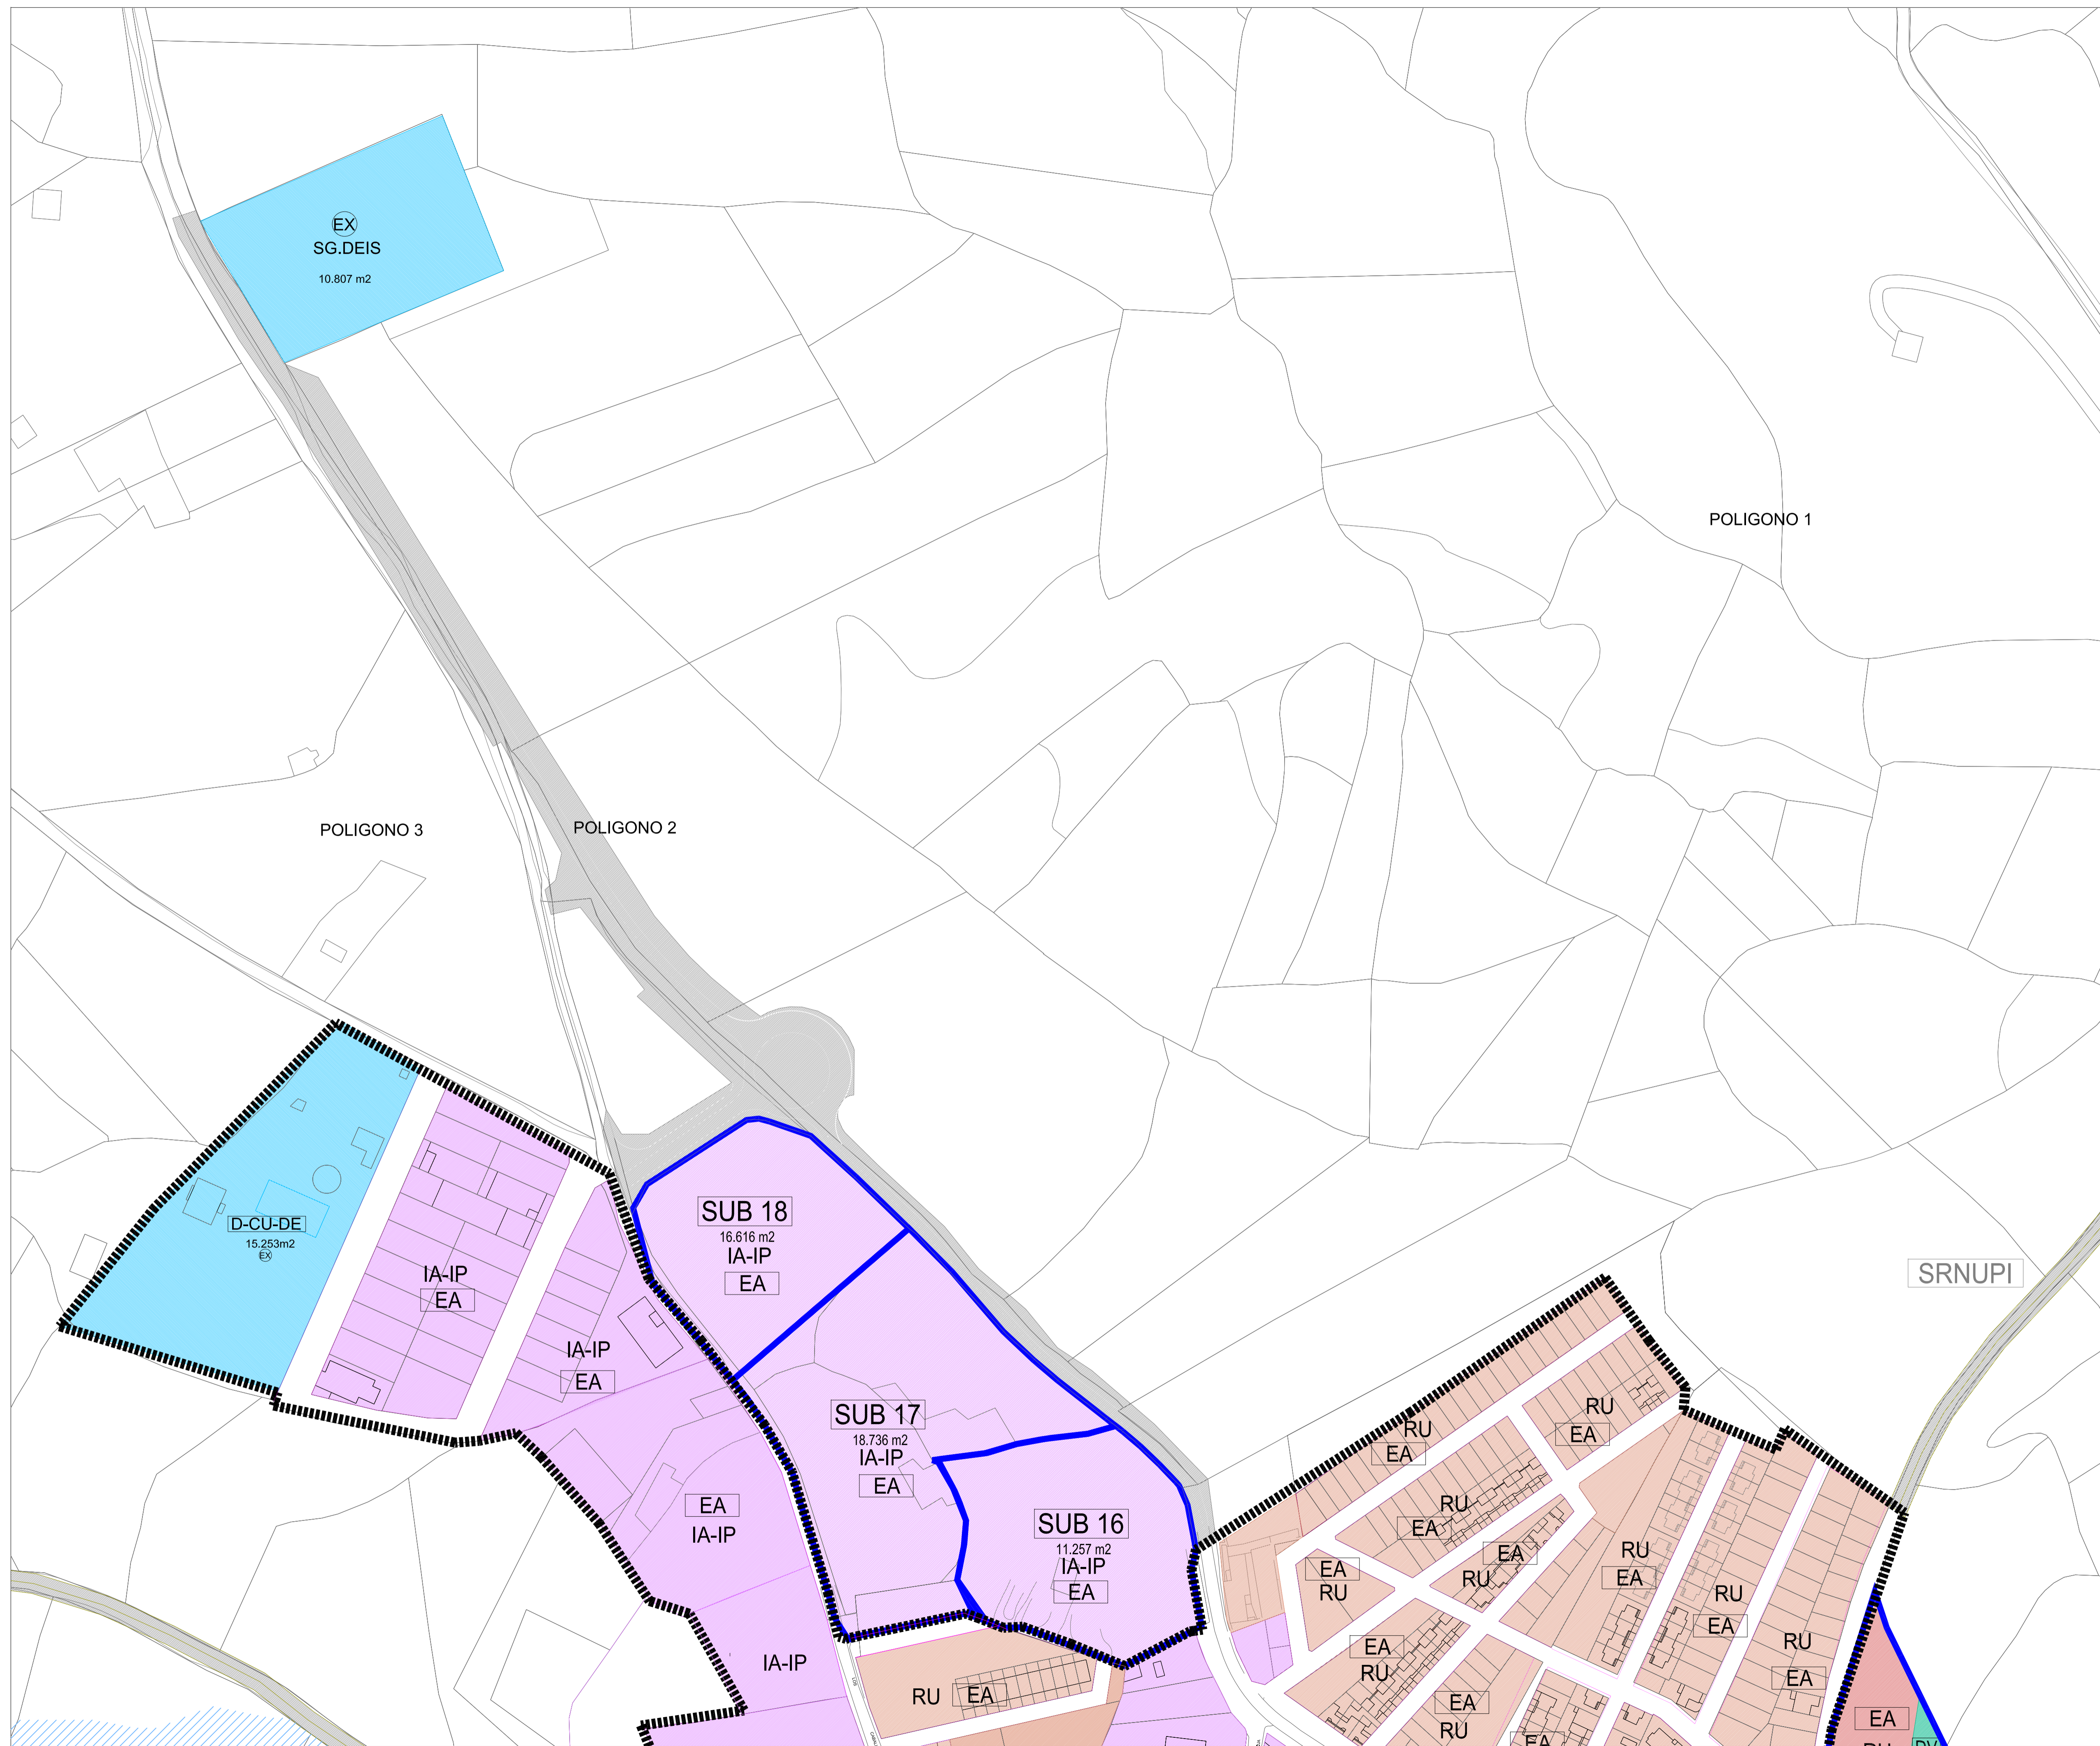 EX
SG.DEIS
10.807 m2
POLIGONO 1
POLIGONO 3
POLIGONO 2
SUB 18
16.616 m2
IA-IP
EA
D-CU-DE
15.253m2
EX
IA-IP
EA
IA-IP
EA
SRNUPI
SUB 17
18.736 m2
IA-IP
EA
EA
IA-IP
SUB 16
11.257 m2
IA-IP
EA
RU
EA
RU
EA
RU
EA
EA
RU
EA
RU
RU
EA
RU
EA
EA
RU
RU
EA
IA-IP
RU
EA
EA
RU
EA
EA
RU
DV